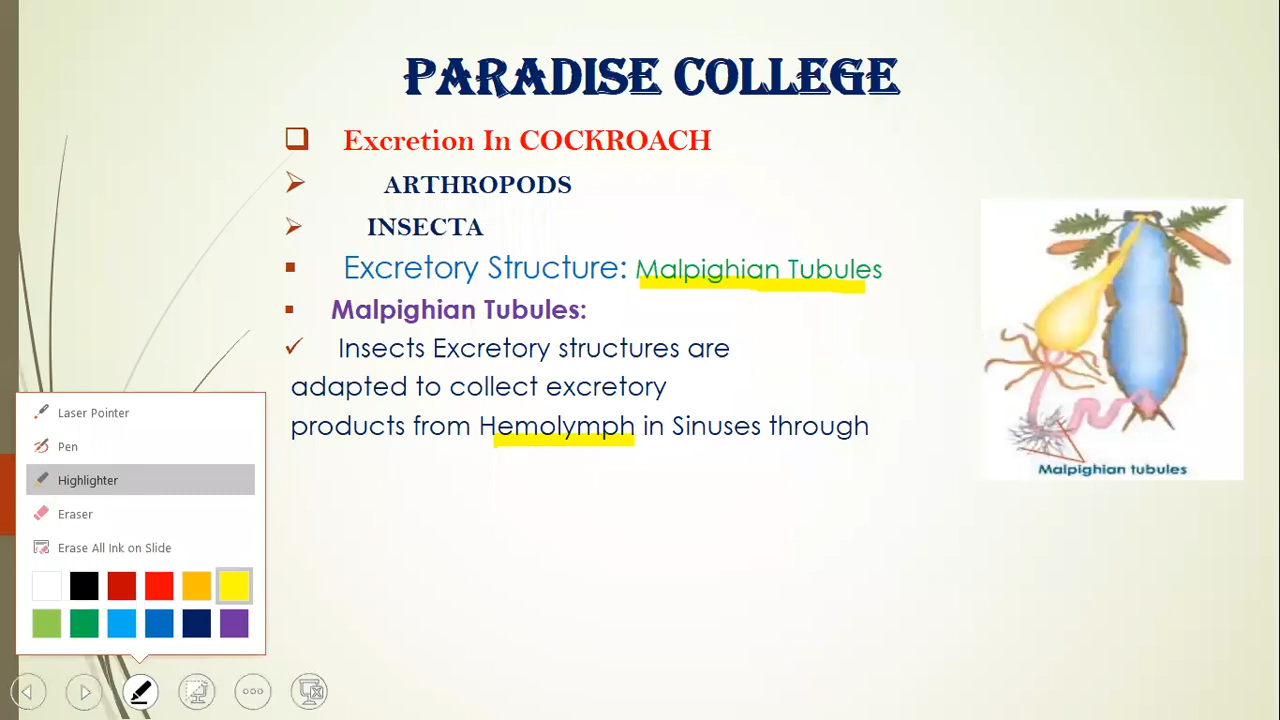 PARADISE COLLEGE
Excretion In COCKROACH
ARTHROPODS
INSECTA
Excretory Structure: Malpighian Tubules
Malpighian Tubules:
Insects Excretory structures are
adapted to collect excretory
products from Hemolymph in Sinuses through
Malpighian tubules
Laser Pointer
Pen
Highlighter
Eraser
Erase All Ink on Slide